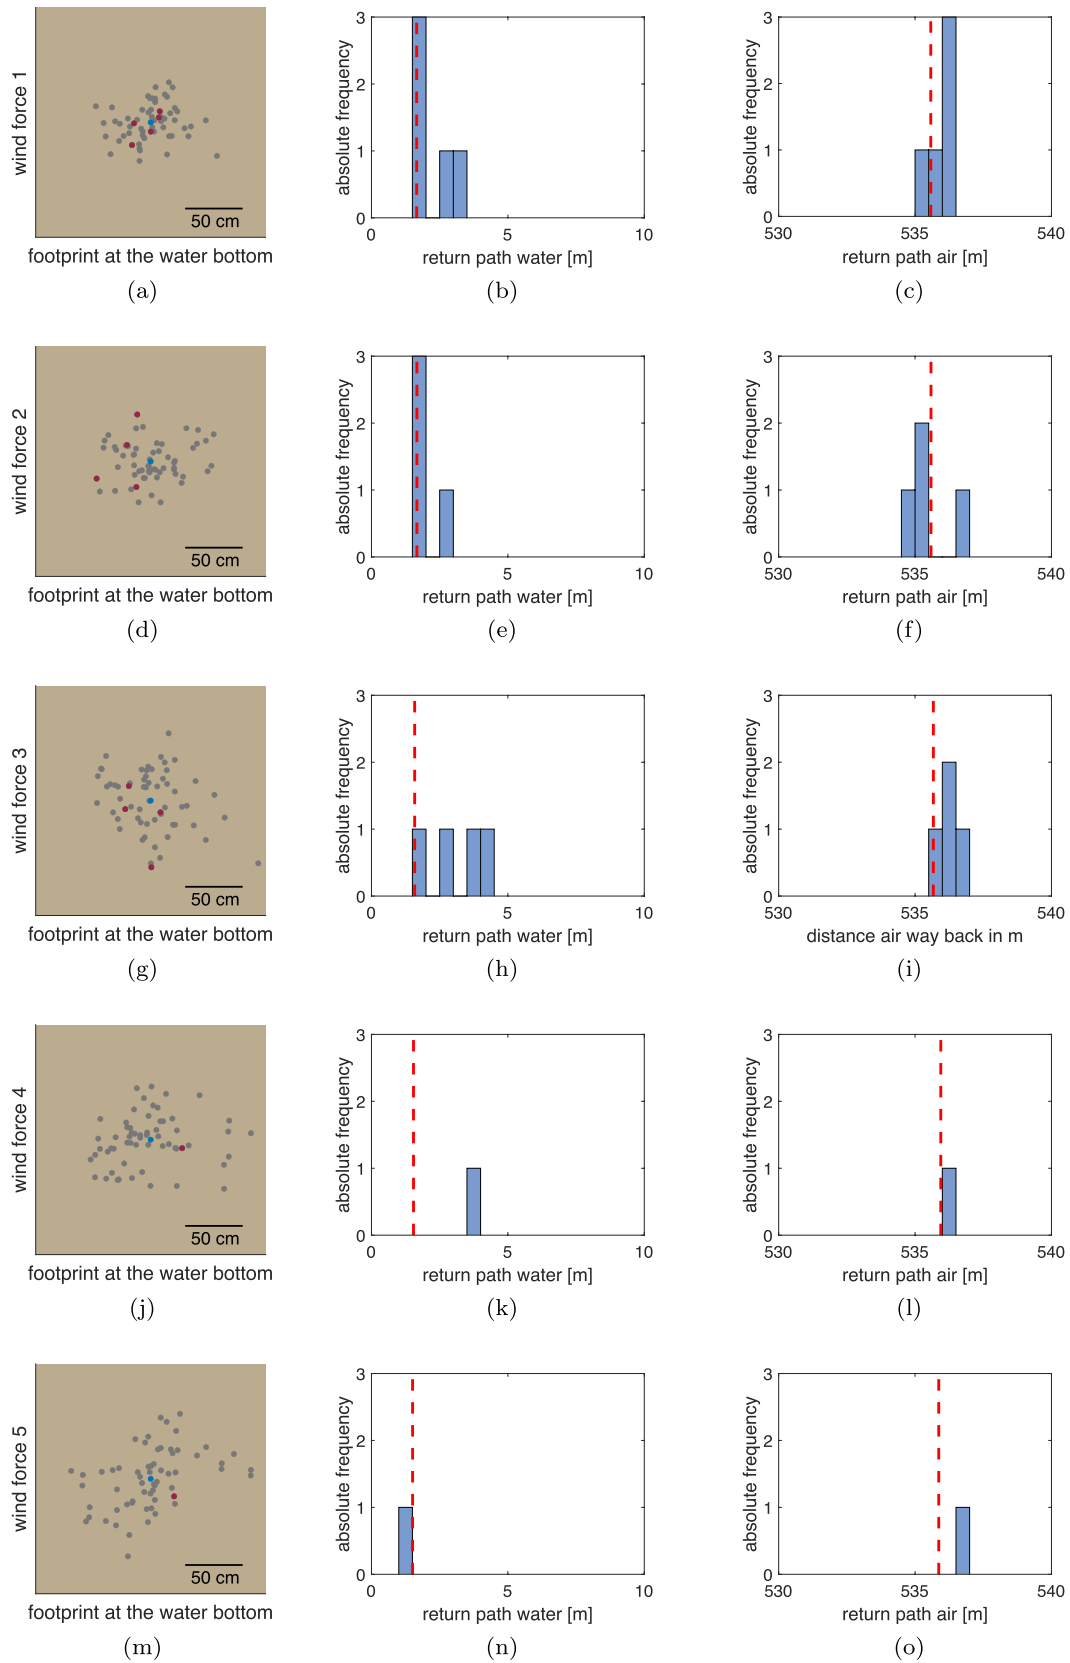 wind force 1
50 cm
footprint at the water bottom
(a)
absolute frequency
3
2
1
0
0
5
10
return path water [m]
(b)
absolute frequency
3
2
1
0
530
535
540
return path air [m]
(c)
wind force 2
50 cm
footprint at the water bottom
(d)
absolute frequency
3
2
1
0
0
5
10
return path water [m]
(e)
absolute frequency
3
2
1
0
530
535
540
return path air [m]
(f)
wind force 3
50 cm
footprint at the water bottom
(g)
absolute frequency
3
2
1
0
0
5
10
return path water [m]
(h)
absolute frequency
3
2
1
0
530
535
540
distance air way back in m
(i)
wind force 4
50 cm
footprint at the water bottom
(j)
absolute frequency
3
2
1
0
0
5
10
return path water [m]
(k)
absolute frequency
3
2
1
0
530
535
540
return path air [m]
(l)
wind force 5
50 cm
footprint at the water bottom
(m)
absolute frequency
3
2
1
0
0
5
10
return path water [m]
(n)
absolute frequency
3
2
1
0
530
535
540
return path air [m]
(o)